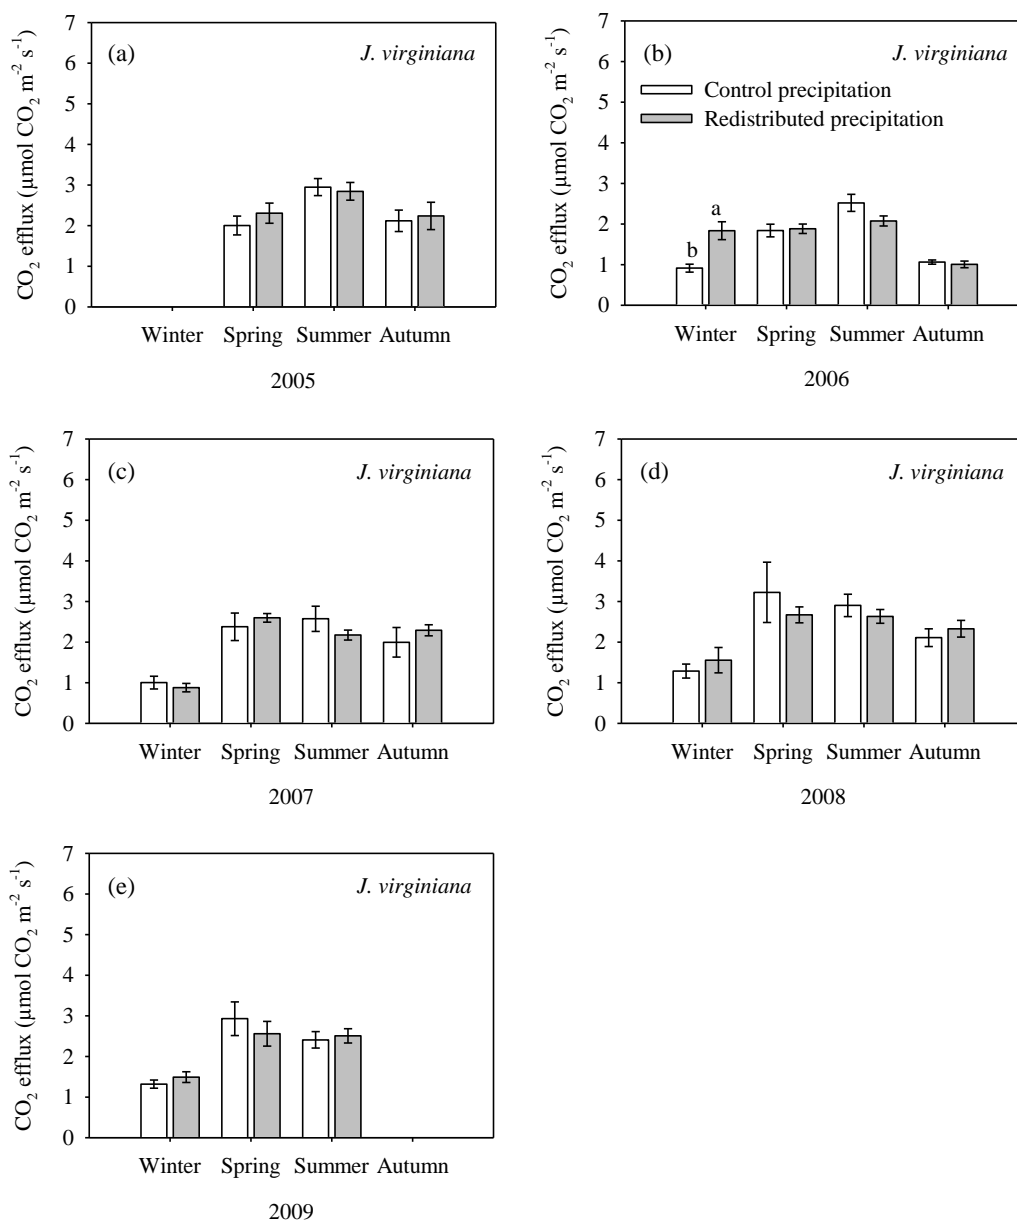 7
6
5
4
3
2
1
0
CO₂ efflux (µmol CO₂ m⁻² s⁻¹)
(a)
J. virginiana
Winter Spring Summer Autumn
2005
7
6
5
4
3
2
1
0
CO₂ efflux (µmol CO₂ m⁻² s⁻¹)
(b)
J. virginiana
Control precipitation
Redistributed precipitation
a
b
Winter Spring Summer Autumn
2006
7
6
5
4
3
2
1
0
CO₂ efflux (µmol CO₂ m⁻² s⁻¹)
(c)
J. virginiana
Winter Spring Summer Autumn
2007
7
6
5
4
3
2
1
0
CO₂ efflux (µmol CO₂ m⁻² s⁻¹)
(d)
J. virginiana
Winter Spring Summer Autumn
2008
7
6
5
4
3
2
1
0
CO₂ efflux (µmol CO₂ m⁻² s⁻¹)
(e)
J. virginiana
Winter Spring Summer Autumn
2009